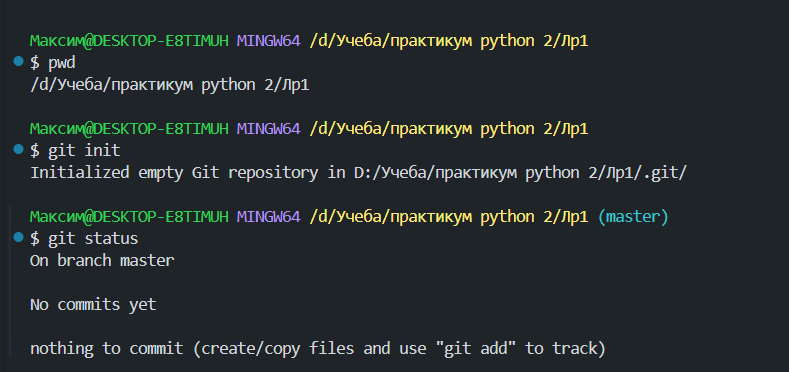 Максим@DESKTOP-E8TIMUH MINGW64 /d/Учеба/практикум python 2/Лр1
$ pwd
/d/Учеба/практикум python 2/Лр1
Максим@DESKTOP-E8TIMUH MINGW64 /d/Учеба/практикум python 2/Лр1
$ git init
Initialized empty Git repository in D:/Учеба/практикум python 2/Лр1/.git/
Максим@DESKTOP-E8TIMUH MINGW64 /d/Учеба/практикум python 2/Лр1 (master)
$ git status
On branch master
No commits yet
nothing to commit (create/copy files and use "git add" to track)